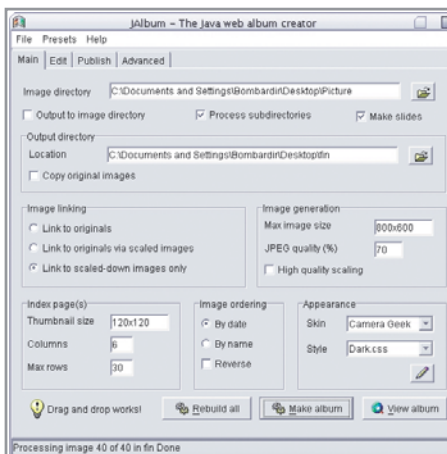 JAlbum – The Java web album creator
File Presets Help
Main Edit Publish Advanced
Image directory C:\Documents and Settings\Bombardir\Desktop\Picture
Output to image directory Process subdirectories Make slides
Output directory
Location C:\Documents and Settings\Bombardir\Desktop\fin
Copy original images
Image linking
Link to originals
Link to originals via scaled images
Link to scaled-down images only
Image generation
Max image size 800x600
JPEG quality (%) 70
High quality scaling
Index page(s)
Thumbnail size 120x120
Columns 6
Max rows 30
Image ordering
By date
By name
Reverse
Appearance
Skin Camera Geek
Style Dark.css
Drag and drop works! Rebuild all Make album View album
Processing image 40 of 40 in fin Done